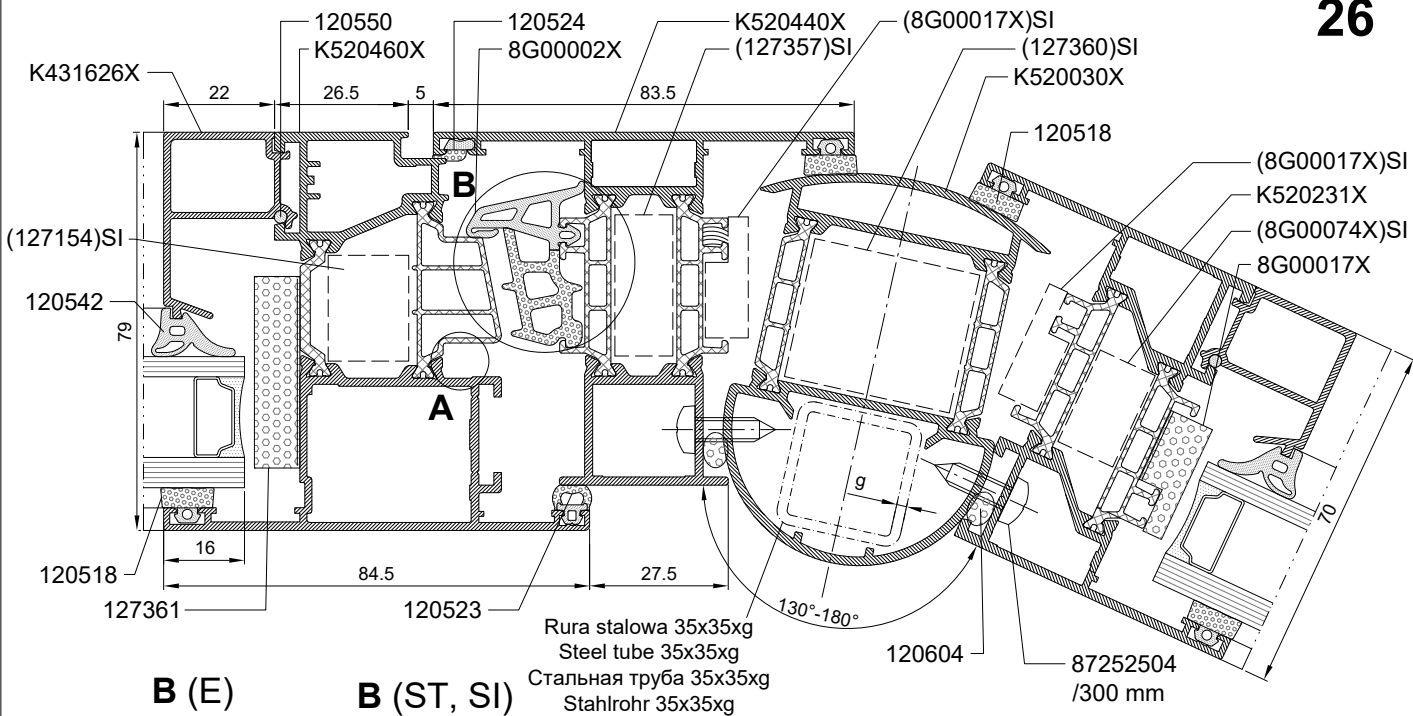 26
120550
K520460X
120524
8G00002X
K520440X
(127357)SI
(8G00017X)SI
(127360)SI
K520030X
K431626X
22
26.5
5
83.5
120518
(8G00017X)SI
K520231X
(8G00074X)SI
8G00017X
B
(127154)SI
120542
79
A
g
70
16
120518
84.5
27.5
127361
120523
130°-180°
Rura stalowa 35x35xg
Steel tube 35x35xg
Стальная труба 35x35xg
Stahlrohr 35x35xg
120604
87252504
/300 mm
B (E)
B (ST, SI)